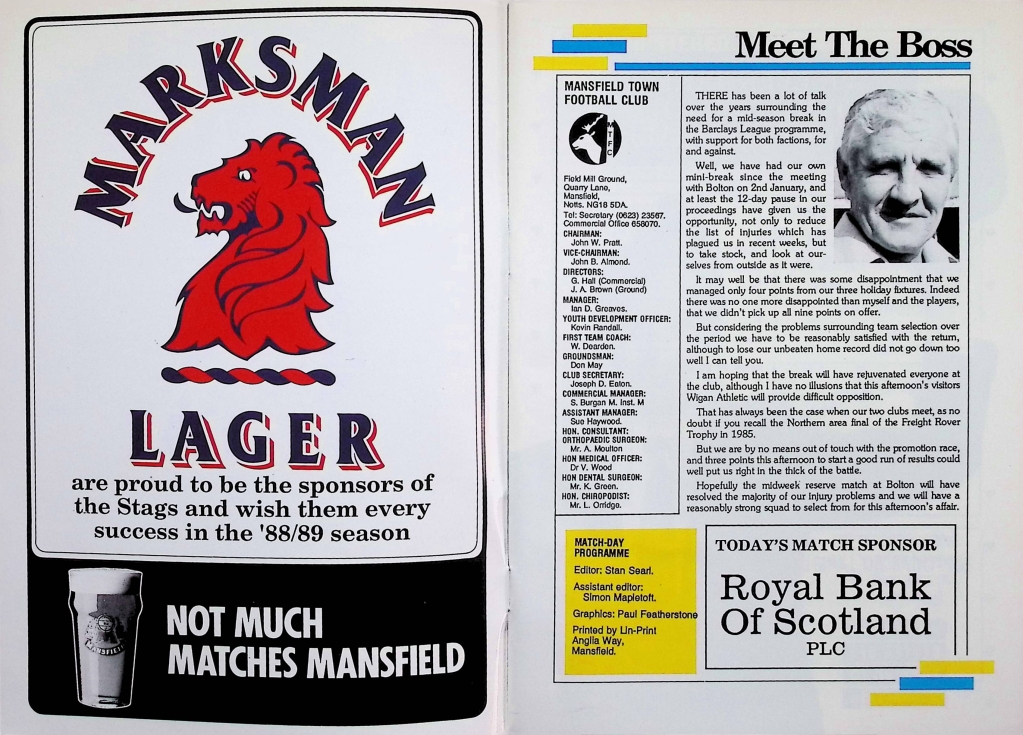 MARKSMAN
LAGER
are proud to be the sponsors of
the Stags and wish them every
success in the '88/89 season
MANSFIELD
NOT MUCH
MATCHES MANSFIELD
Meet The Boss
MANSFIELD TOWN
FOOTBALL CLUB
MTFC
Field Mill Ground,
Quarry Lane,
Mansfield,
Notts. NG18 5DA.
Tel: Secretary (0623) 23567.
Commercial Office 658070.
CHAIRMAN:
John W. Pratt.
VICE-CHAIRMAN:
John B. Almond.
DIRECTORS:
G. Hall (Commercial)
J. A. Brown (Ground)
MANAGER:
Ian D. Greaves.
YOUTH DEVELOPMENT OFFICER:
Kevin Randall.
FIRST TEAM COACH:
W. Dearden.
GROUNDSMAN:
Don May
CLUB SECRETARY:
Joseph D. Eaton.
COMMERCIAL MANAGER:
S. Burgan M. Inst. M
ASSISTANT MANAGER:
Sue Haywood.
HON. CONSULTANT:
ORTHOPAEDIC SURGEON:
Mr. A. Moulton
HON MEDICAL OFFICER:
Dr V. Wood
HON DENTAL SURGEON:
Mr. K. Green.
HON. CHIROPODIST:
Mr. L. Orridge.
THERE has been a lot of talk
over the years surrounding the
need for a mid-season break in
the Barclays League programme,
with support for both factions, for
and against.
Well, we have had our own
mini-break since the meeting
with Bolton on 2nd January, and
at least the 12-day pause in our
proceedings have given us the
opportunity, not only to reduce
the list of injuries which has
plagued us in recent weeks, but
to take stock, and look at our-
selves from outside as it were.
It may well be that there was some disappointment that we
managed only four points from our three holiday fixtures. Indeed
there was no one more disappointed than myself and the players,
that we didn't pick up all nine points on offer.
But considering the problems surrounding team selection over
the period we have to be reasonably satisfied with the return,
although to lose our unbeaten home record did not go down too
well I can tell you.
I am hoping that the break will have rejuvenated everyone at
the club, although I have no illusions that this afternoon's visitors
Wigan Athletic will provide difficult opposition.
That has always been the case when our two clubs meet, as no
doubt if you recall the Northern area final of the Freight Rover
Trophy in 1985.
But we are by no means out of touch with the promotion race,
and three points this afternoon to start a good run of results could
well put us right in the thick of the battle.
Hopefully the midweek reserve match at Bolton will have
resolved the majority of our injury problems and we will have a
reasonably strong squad to select from for this afternoon's affair.
MATCH-DAY
PROGRAMME
Editor: Stan Searl.
Assistant editor:
Simon Mapletoft.
Graphics: Paul Featherstone
Printed by Lin-Print
Anglia Way,
Mansfield.
TODAY'S MATCH SPONSOR
Royal Bank
Of Scotland
PLC